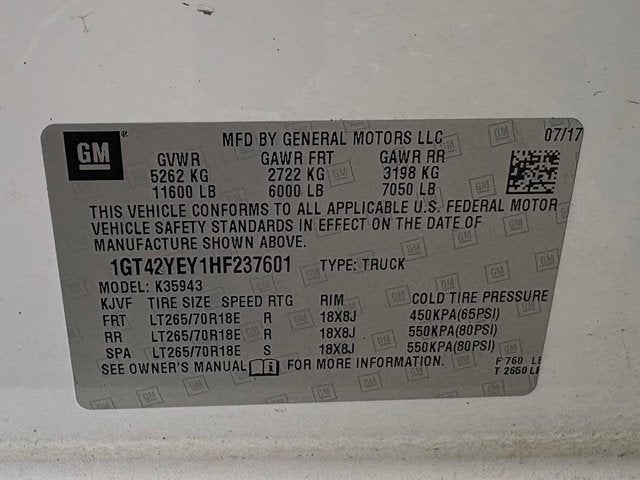 GM ® MFD BY GENERAL MOTORS LLC 07/17
GVWR GAWR FRT GAWR RR
5262 KG 2722 KG 3198 KG
11600 LB 6000 LB 7050 LB
THIS VEHICLE CONFORMS TO ALL APPLICABLE U.S. FEDERAL MOTOR
VEHICLE SAFETY STANDARDS IN EFFECT ON THE DATE OF
MANUFACTURE SHOWN ABOVE.
1GT42YEY1HF237601 TYPE: TRUCK
MODEL: K35943
KJVF TIRE SIZE SPEED RTG RIM COLD TIRE PRESSURE
FRT LT265/70R18E R 18X8J 450KPA(65PSI)
RR LT265/70R18E R 18X8J 550KPA(80PSI)
SPA LT265/70R18E S 18X8J 550KPA(80PSI)
SEE OWNER'S MANUAL i FOR MORE INFORMATION.
F 760 LB
T 2650 LB